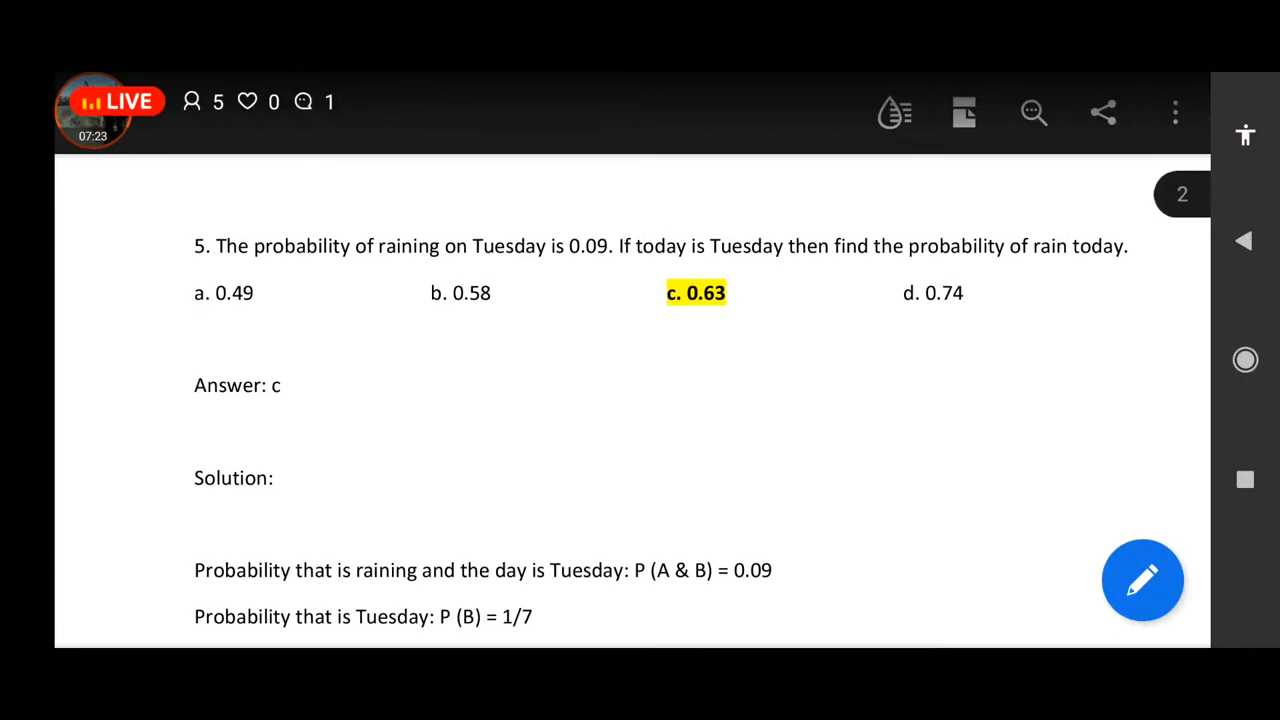 LIVE 5 0 1
07:23
2
5. The probability of raining on Tuesday is 0.09. If today is Tuesday then find the probability of rain today.
a. 0.49 b. 0.58 c. 0.63 d. 0.74
Answer: c
Solution:
Probability that is raining and the day is Tuesday: P (A & B) = 0.09
Probability that is Tuesday: P (B) = 1/7